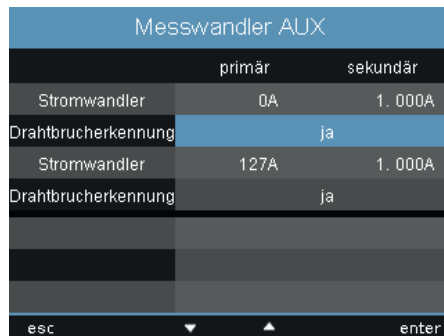 Messwandler AUX
primär sekundär
Stromwandler 0A 1. 000A
Drahtbrucherkennung ja
Stromwandler 127A 1. 000A
Drahtbrucherkennung ja
esc enter